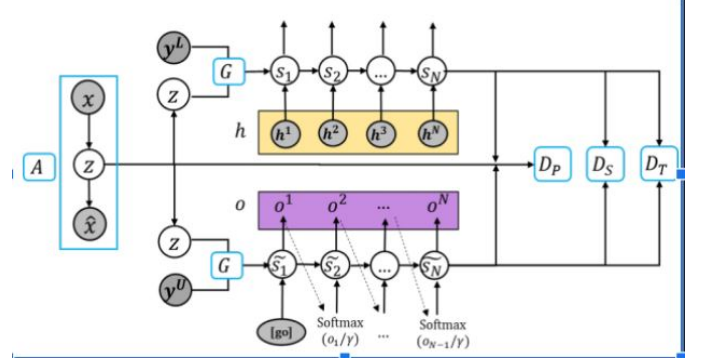 y^L
G
s_1 s_2 ... s_N
x
Z
h
h^1 h^2 h^3 h^N
A
Z
D_P D_S D_T
x̂
o
o^1 o^2 ... o^N
Z
G
s̃_1 s̃_2 ... s̃_N
y^U
[go]
Softmax
(o_1/γ)
...
Softmax
(o_{N-1}/γ)